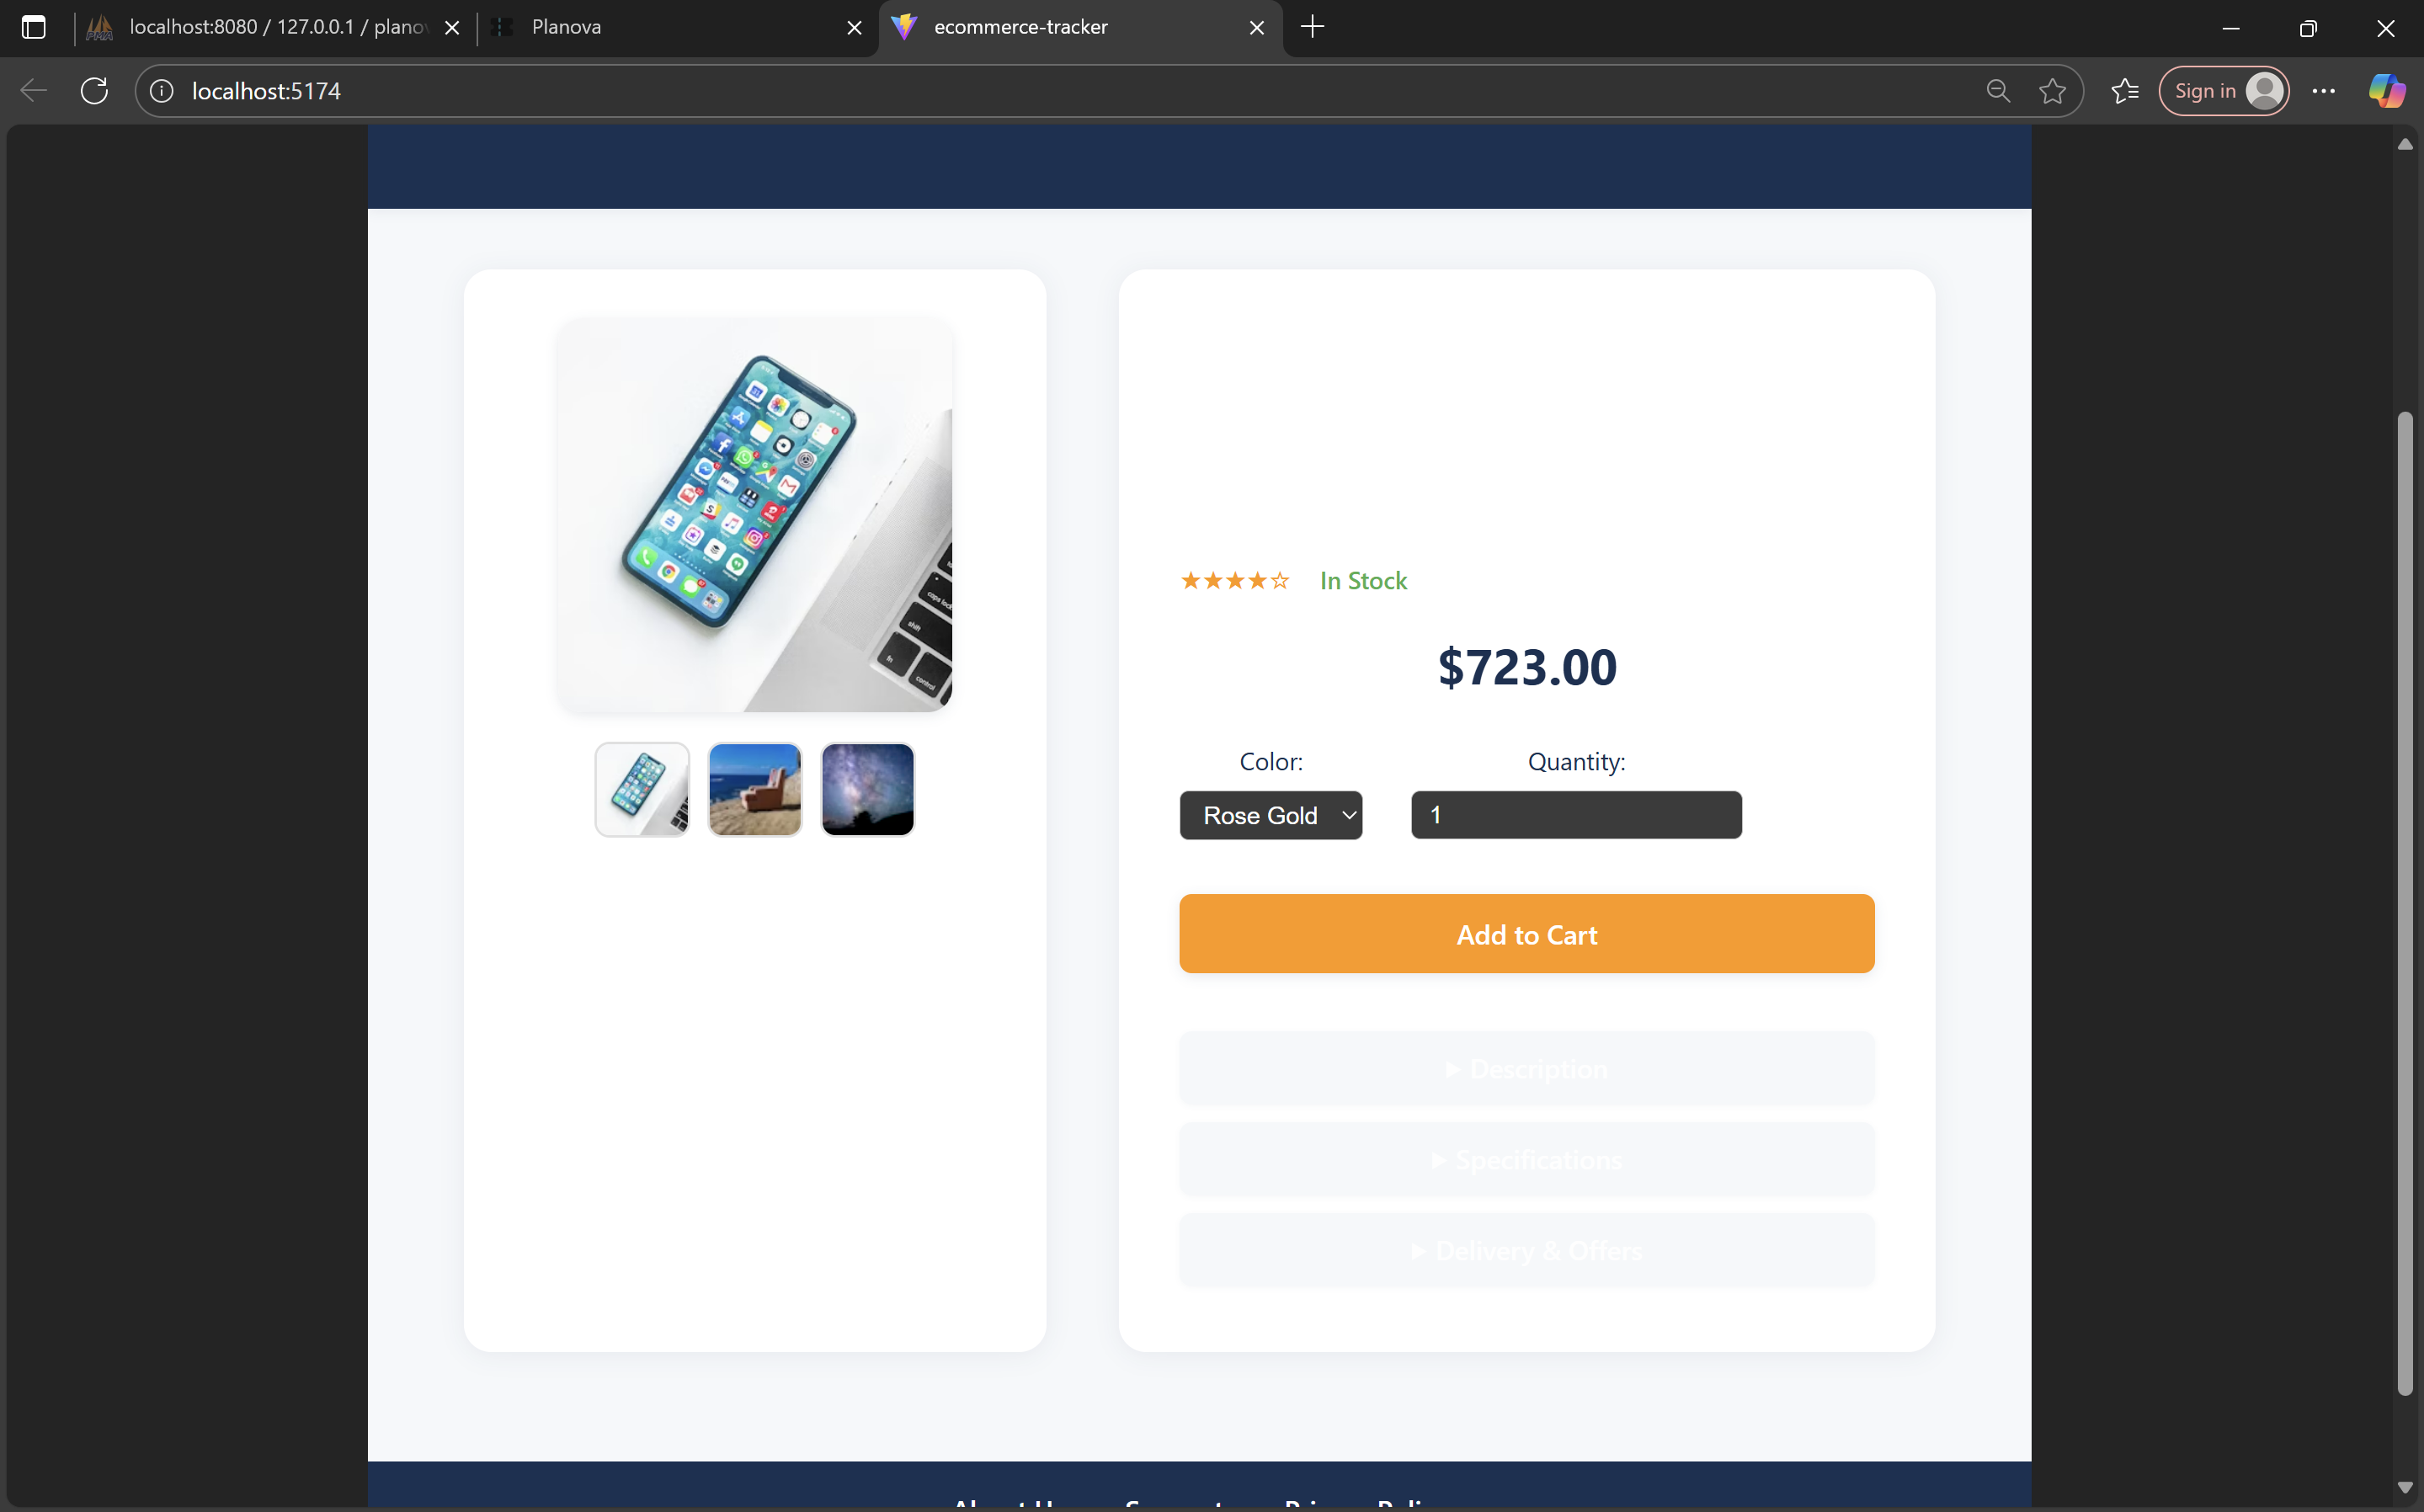 localhost:8080 / 127.0.0.1 / plano
Planova
ecommerce-tracker
localhost:5174
Sign in
★★★★☆ In Stock
$723.00
Color:
Quantity:
Rose Gold
1
Add to Cart
▶ Description
▶ Specifications
▶ Delivery & Offers